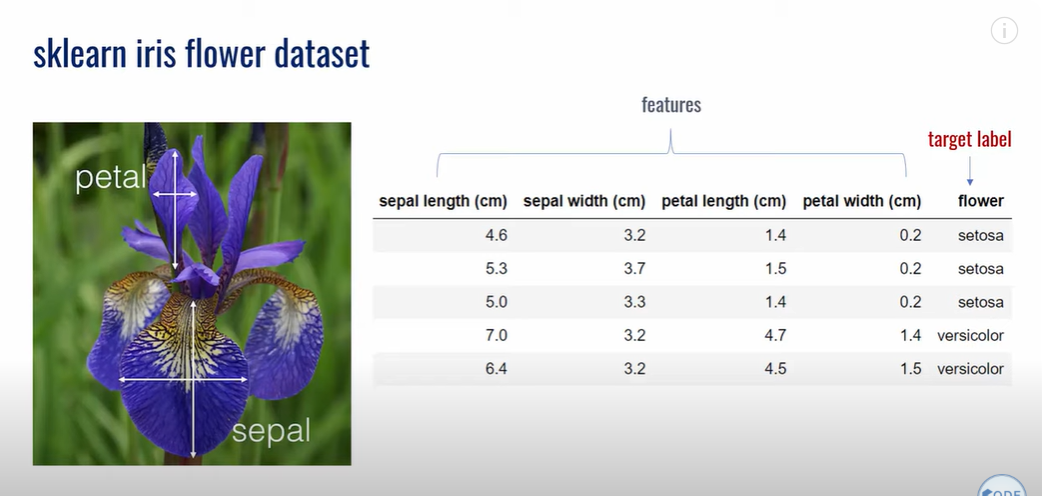 sklearn iris flower dataset
features
target label
petal
sepal length (cm) sepal width (cm) petal length (cm) petal width (cm) flower
4.6 3.2 1.4 0.2 setosa
5.3 3.7 1.5 0.2 setosa
5.0 3.3 1.4 0.2 setosa
7.0 3.2 4.7 1.4 versicolor
6.4 3.2 4.5 1.5 versicolor
sepal